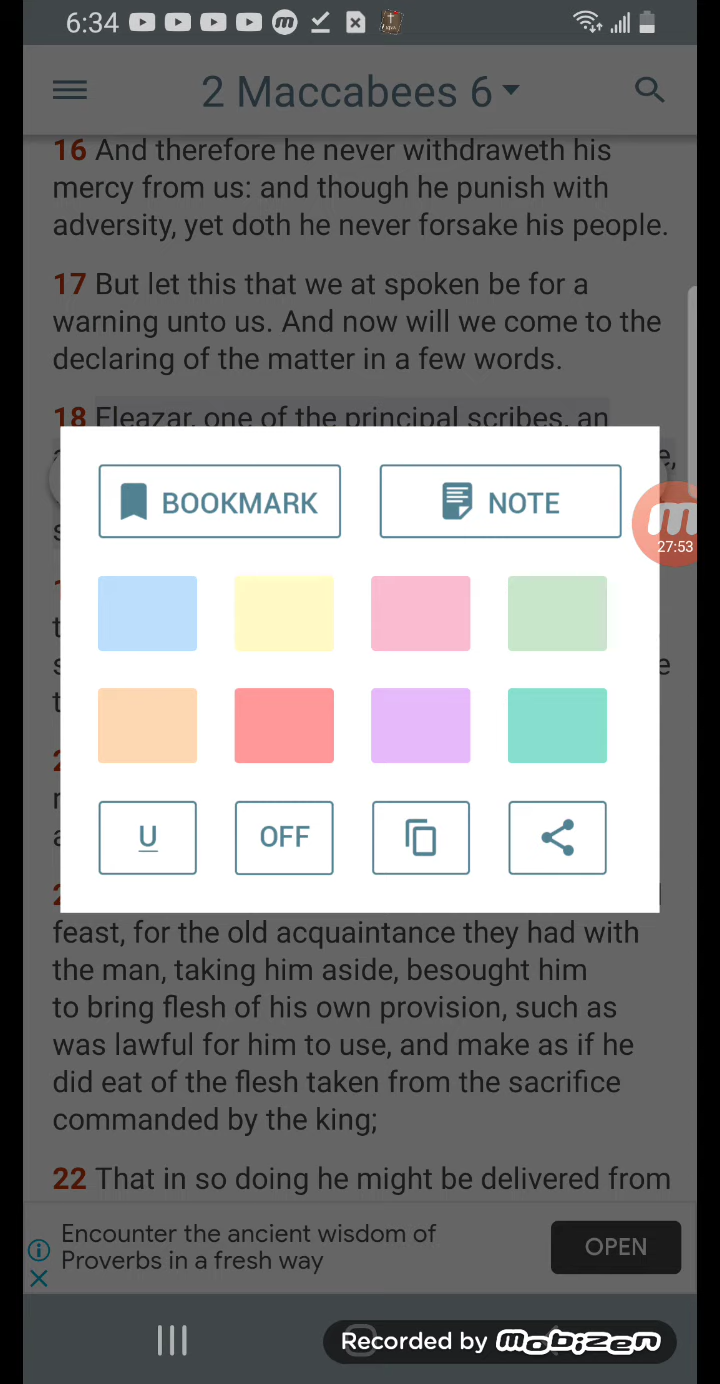 6:34
2 Maccabees 6
16 And therefore he never withdraweth his
mercy from us: and though he punish with
adversity, yet doth he never forsake his people.
17 But let this that we at spoken be for a
warning unto us. And now will we come to the
declaring of the matter in a few words.
18 Eleazar, one of the principal scribes, an
BOOKMARK
NOTE
27:53
U
OFF
feast, for the old acquaintance they had with
the man, taking him aside, besought him
to bring flesh of his own provision, such as
was lawful for him to use, and make as if he
did eat of the flesh taken from the sacrifice
commanded by the king;
22 That in so doing he might be delivered from
Encounter the ancient wisdom of
Proverbs in a fresh way
OPEN
Recorded by Mobizen